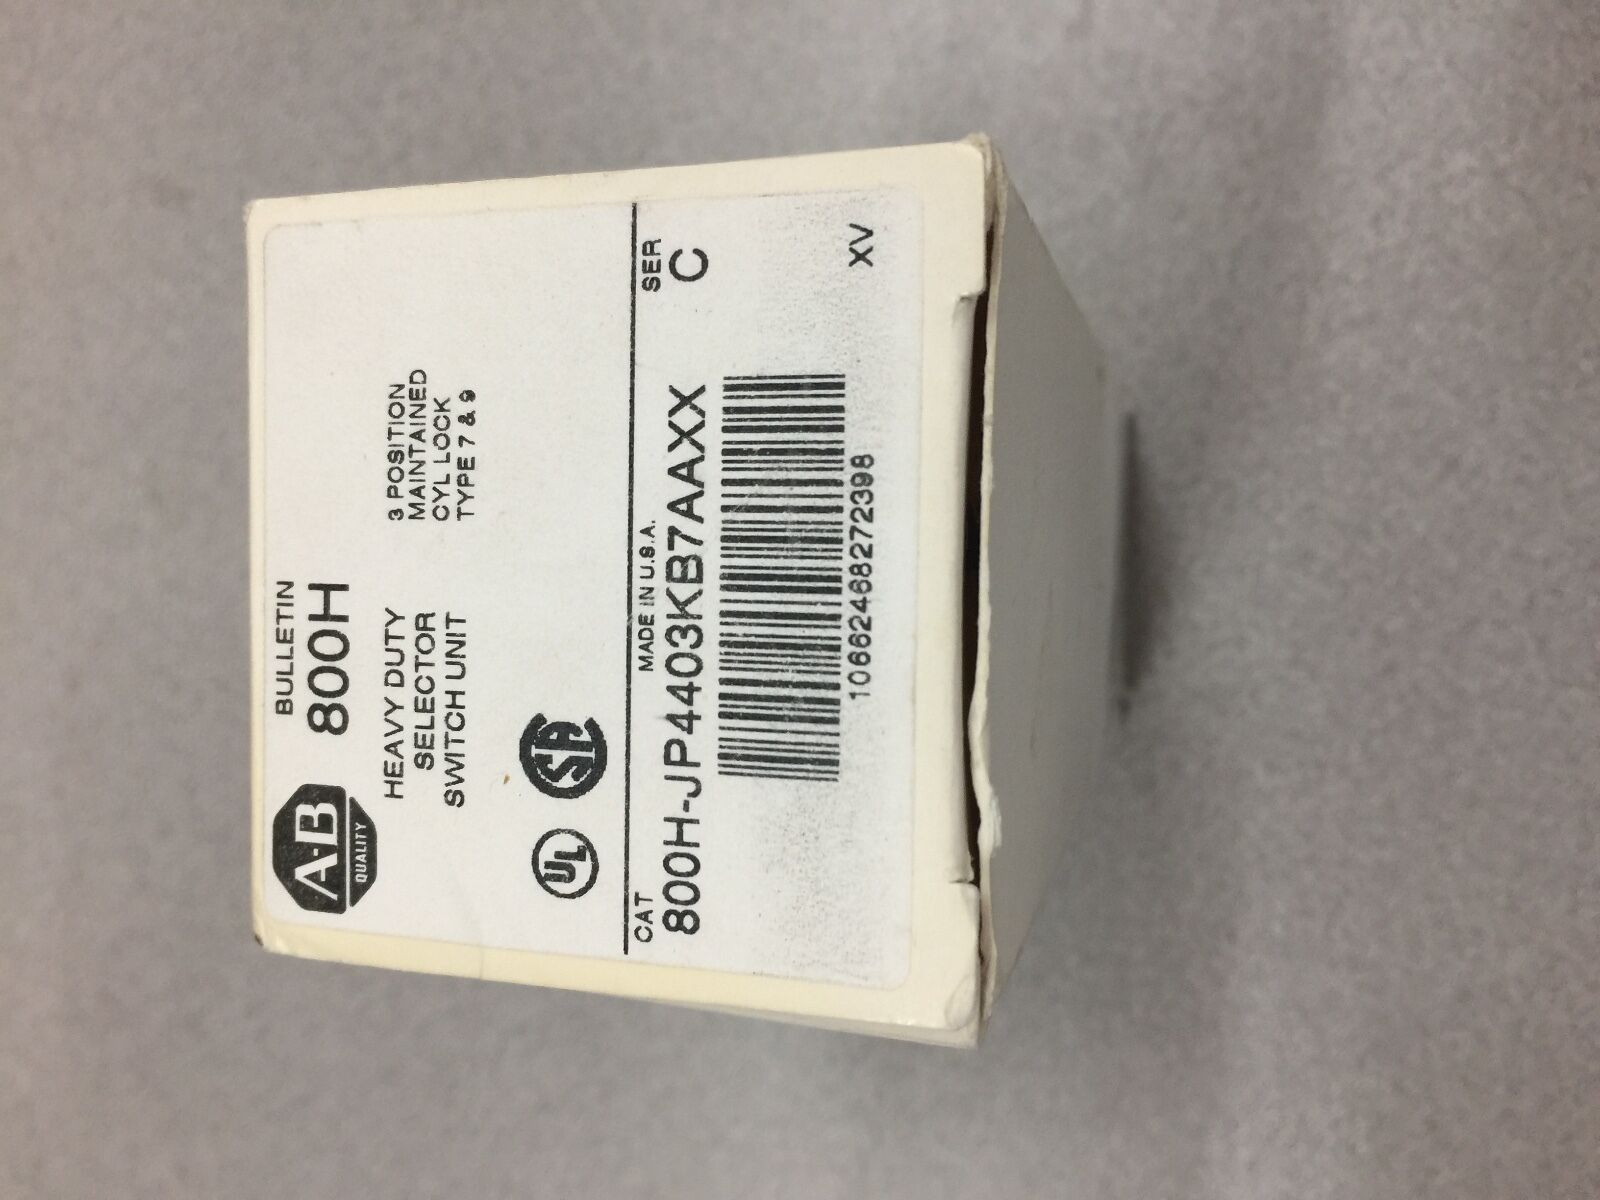 A-B
QUALITY
BULLETIN
800H
HEAVY DUTY
SELECTOR
SWITCH UNIT
3 POSITION
MAINTAINED
CYL LOCK
TYPE 7 & 9
UL
SA
CAT
MADE IN U.S.A.
SER
800H-JP4403KB7AAXX
C
10662468272398
XV